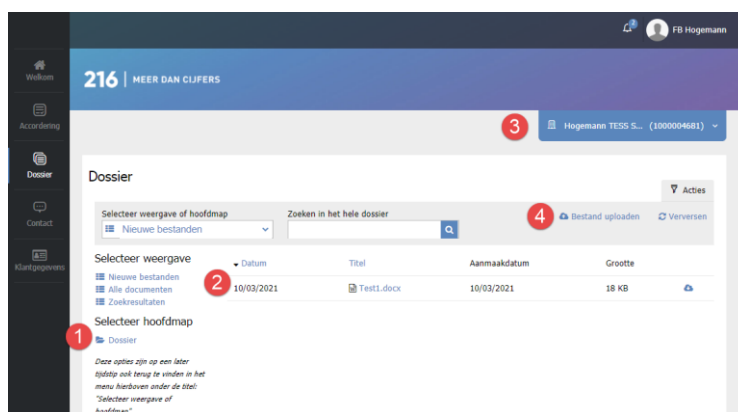 2
FB Hogemann
Welkom
216 | MEER DAN CIJFERS
Accordering
3
Hogemann TESS S... (1000004681)
Dossier
Dossier
Acties
Contact
Selecteer weergave of hoofdmap
Zoeken in het hele dossier
Nieuwe bestanden
4
Bestand uploaden
Verversen
Klantgegevens
Selecteer weergave
Datum
Titel
Aanmaakdatum
Grootte
Nieuwe bestanden
Alle documenten
Zoekresultaten
2
10/03/2021
Test1.docx
10/03/2021
18 KB
Selecteer hoofdmap
1
Dossier
Deze opties zijn op een later
tijdstip ook terug te vinden in het
menu hierboven onder de titel:
"Selecteer weergave of
hoofdmap"